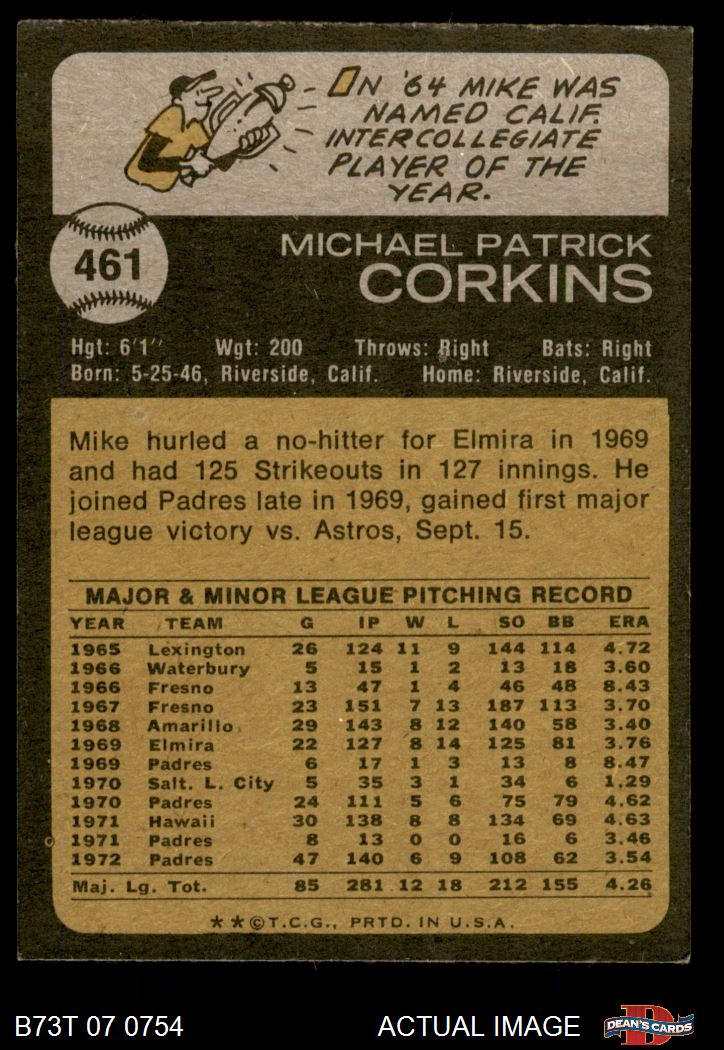 IN '64 MIKE WAS
NAMED CALIF.
INTERCOLLEGIATE
PLAYER OF THE
YEAR.
461
MICHAEL PATRICK
CORKINS
Hgt: 6'1" Wgt: 200 Throws: Right Bats: Right
Born: 5-25-46, Riverside, Calif. Home: Riverside, Calif.
Mike hurled a no-hitter for Elmira in 1969
and had 125 Strikeouts in 127 innings. He
joined Padres late in 1969, gained first major
league victory vs. Astros, Sept. 15.
MAJOR & MINOR LEAGUE PITCHING RECORD
YEAR TEAM G IP W L SO BB ERA
1965 Lexington 26 124 11 9 144 114 4.72
1966 Waterbury 5 15 1 2 13 18 3.60
1966 Fresno 13 47 1 4 46 48 8.43
1967 Fresno 23 151 7 13 187 113 3.70
1968 Amarillo 29 143 8 12 140 58 3.40
1969 Elmira 22 127 8 14 125 81 3.76
1969 Padres 6 17 1 3 13 8 8.47
1970 Salt. L. City 5 35 3 1 34 6 1.29
1970 Padres 24 111 5 6 75 79 4.62
1971 Hawaii 30 138 8 8 134 69 4.63
1971 Padres 8 13 0 0 16 6 3.46
1972 Padres 47 140 6 9 108 62 3.54
Maj. Lg. Tot. 85 281 12 18 212 155 4.26
**©T.C.G., PRTD. IN U.S.A.
B73T 07 0754 ACTUAL IMAGE DEAN'S CARDS